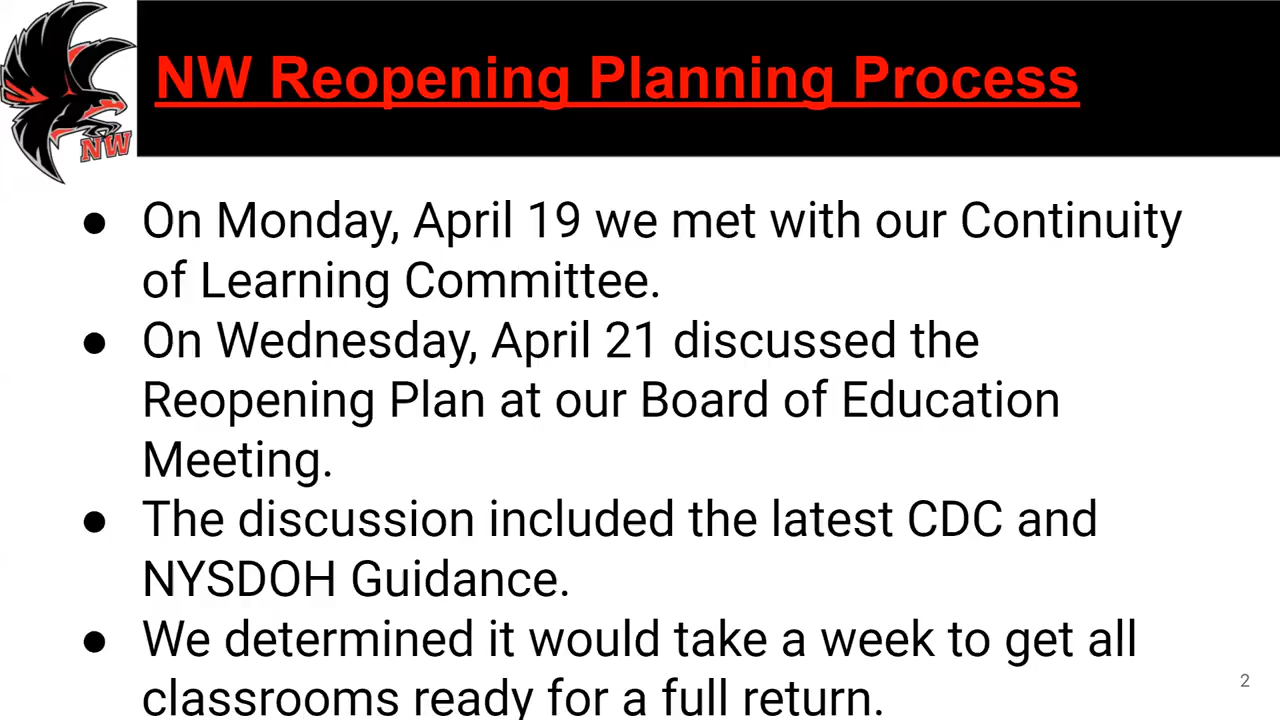 NW Reopening Planning Process
NW
● On Monday, April 19 we met with our Continuity
of Learning Committee.
● On Wednesday, April 21 discussed the
Reopening Plan at our Board of Education
Meeting.
● The discussion included the latest CDC and
NYSDOH Guidance.
● We determined it would take a week to get all
classrooms ready for a full return.
2